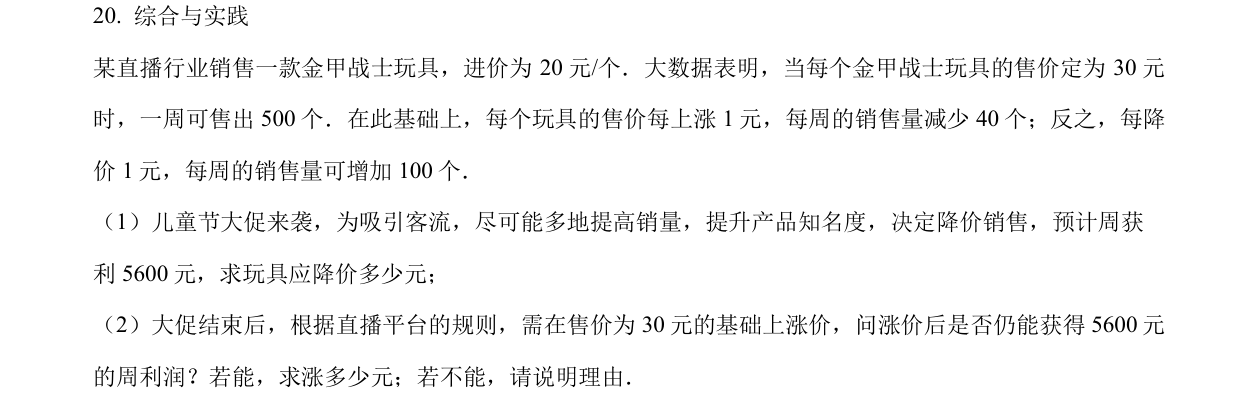 20. 综合与实践
某直播行业销售一款金甲战士玩具，进价为 20 元/个．大数据表明，当每个金甲战士玩具的售价定为 30 元
时，一周可售出 500 个．在此基础上，每个玩具的售价每上涨 1 元，每周的销售量减少 40 个；反之，每降
价 1 元，每周的销售量可增加 100 个．
（1）儿童节大促来袭，为吸引客流，尽可能多地提高销量，提升产品知名度，决定降价销售，预计周获
利 5600 元，求玩具应降价多少元；
（2）大促结束后，根据直播平台的规则，需在售价为 30 元的基础上涨价，问涨价后是否仍能获得 5600 元
的周利润？若能，求涨多少元；若不能，请说明理由．